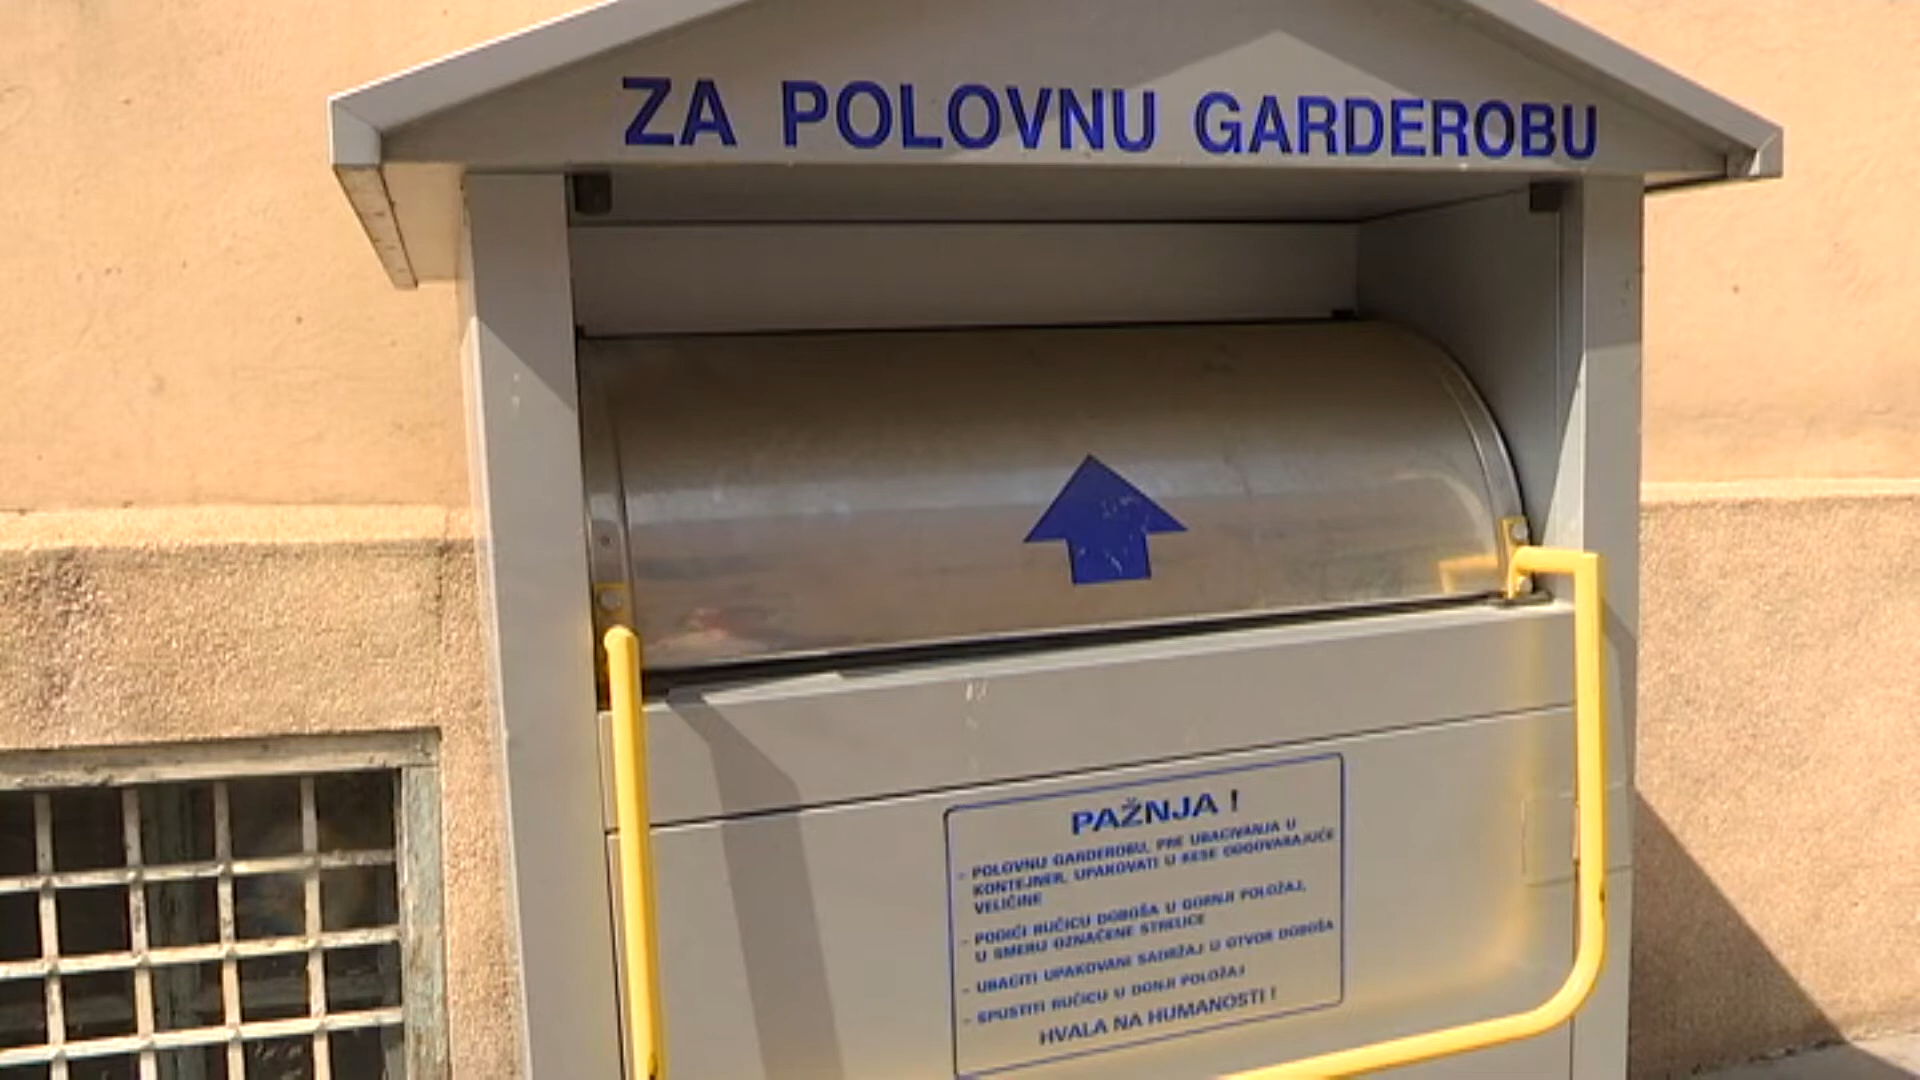 ZA POLOVNU GARDEROBU
PAŽNJA !
- POLOVNU GARDEROBU, PRE UBACIVANJA U
KONTEJNER, UPAKOVATI U KESE ODGOVARAJUĆE
VELIČINE
- PODIĆI RUČICU DOBOŠA U GORNJI POLOŽAJ,
U SMERU OZNAČENE STRELICE
- UBACITI UPAKOVANI SADRŽAJ U OTVOR DOBOŠA
- SPUSTITI RUČICU U DONJI POLOŽAJ
HVALA NA HUMANOSTI !